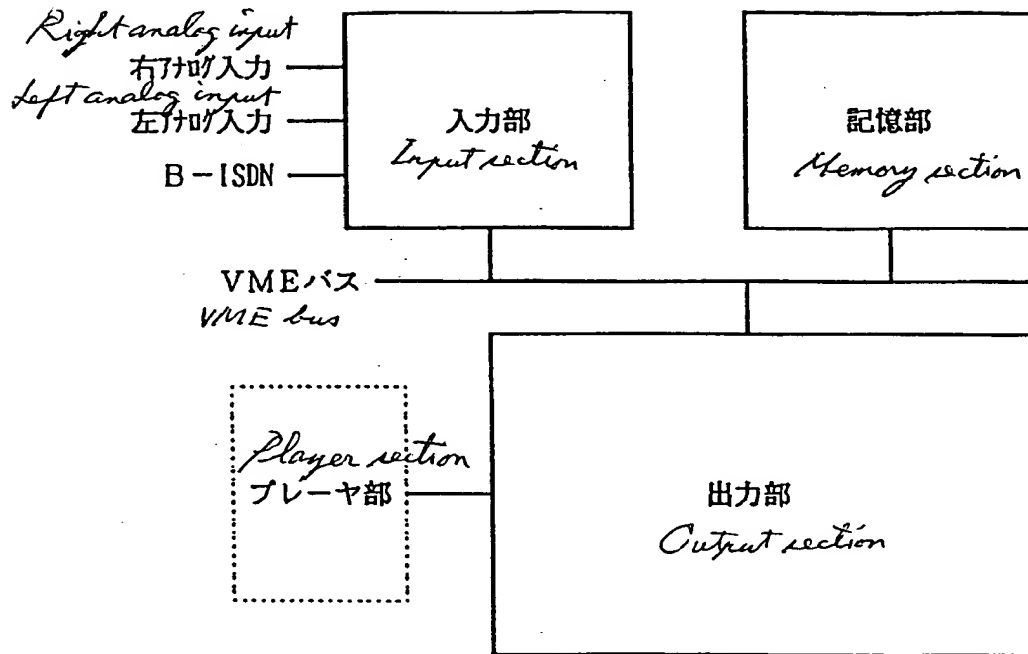 Right analog input
右ｱﾅﾛｸﾞ入力
Left analog input
左ｱﾅﾛｸﾞ入力
B－ISDN
入力部
Input section
記憶部
Memory section
VMEバス
VME bus
Player section
プレーヤ部
出力部
Output section